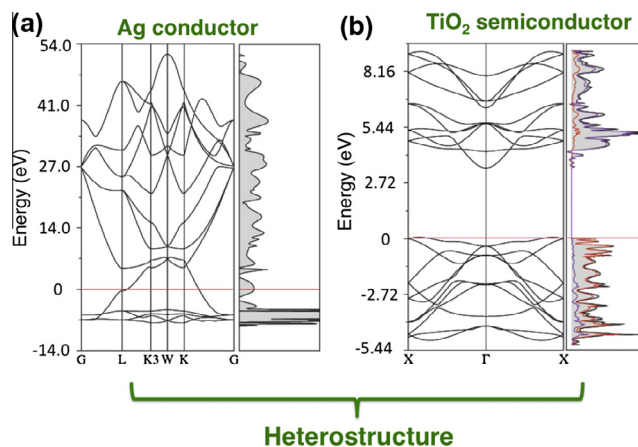 (a) Ag conductor
Energy (eV)
54.0
41.0
27.0
14.0
0
-14.0
G L K3 W K G
(b) TiO₂ semiconductor
Energy (eV)
8.16
5.44
2.72
0
-2.72
-5.44
X Γ X
Heterostructure